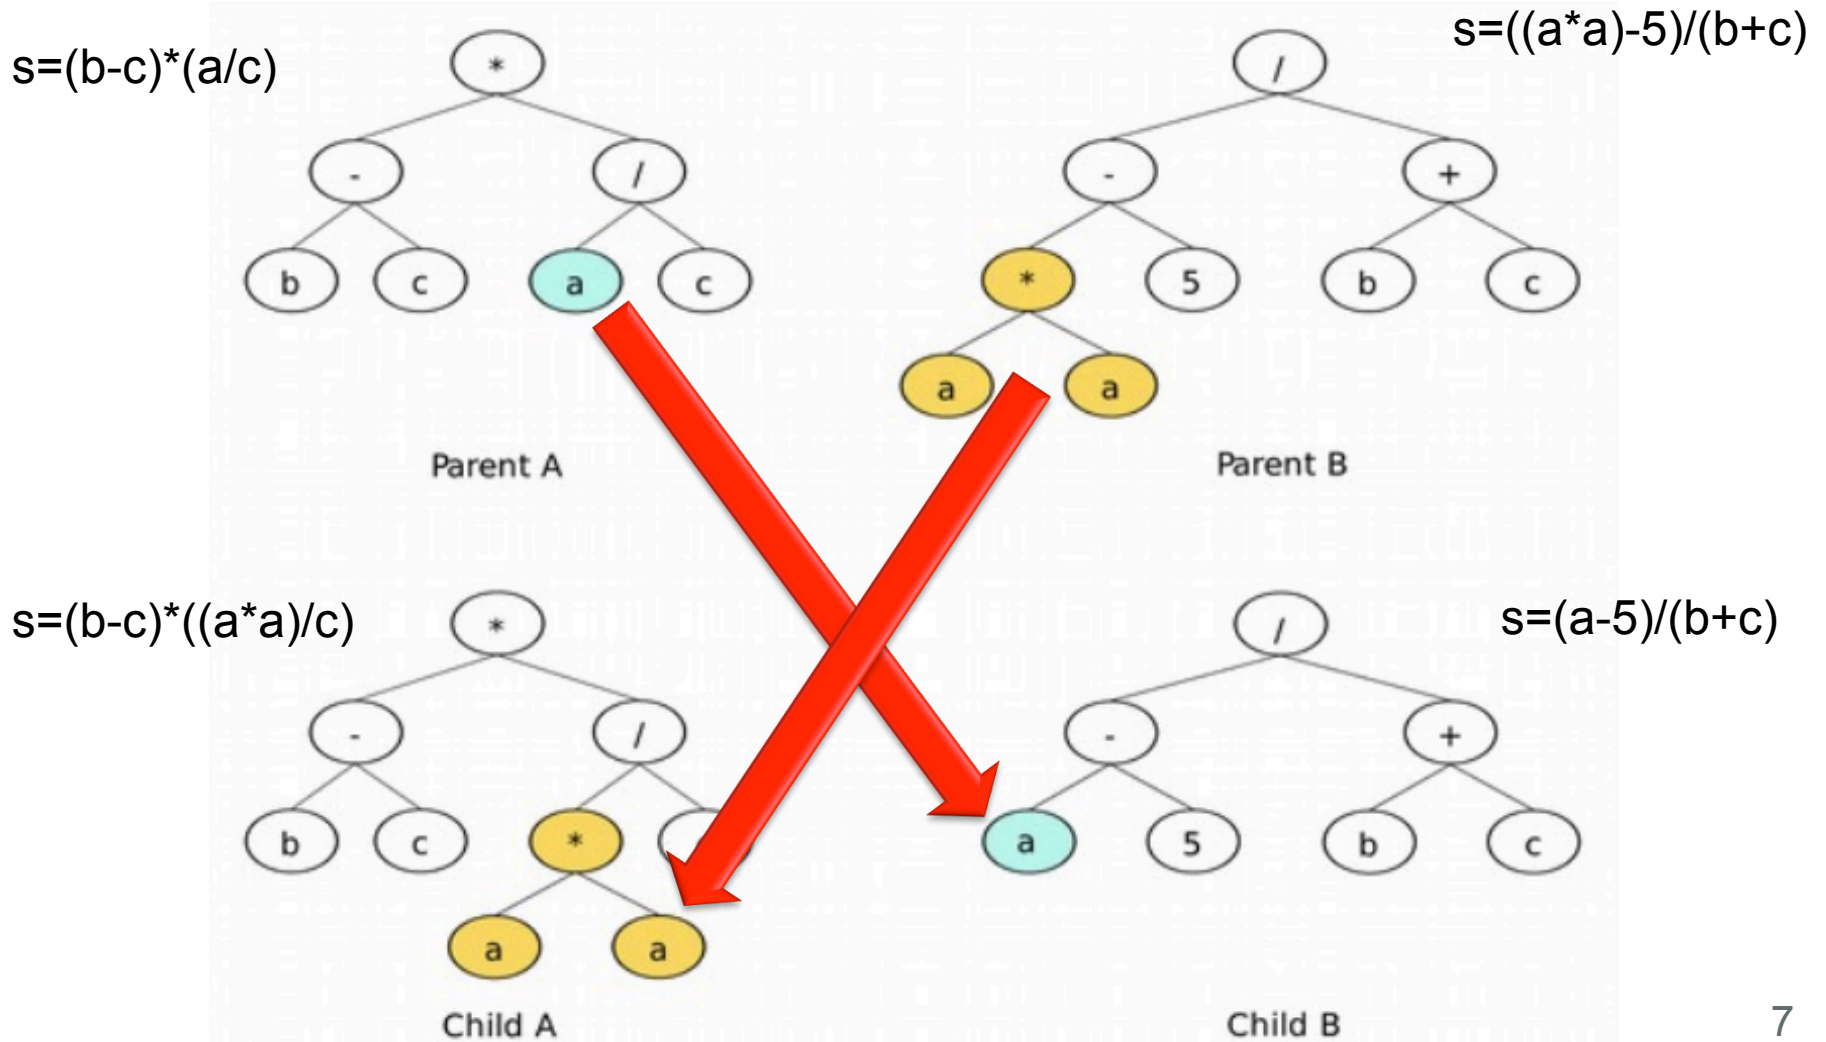 s=(b-c)*(a/c)
s=((a*a)-5)/(b+c)
*
/
-
/
-
+
b
c
a
c
*
5
b
c
a
a
Parent A
Parent B
s=(b-c)*((a*a)/c)
s=(a-5)/(b+c)
*
/
-
/
-
+
b
c
*
a
5
b
c
a
a
Child A
Child B
7